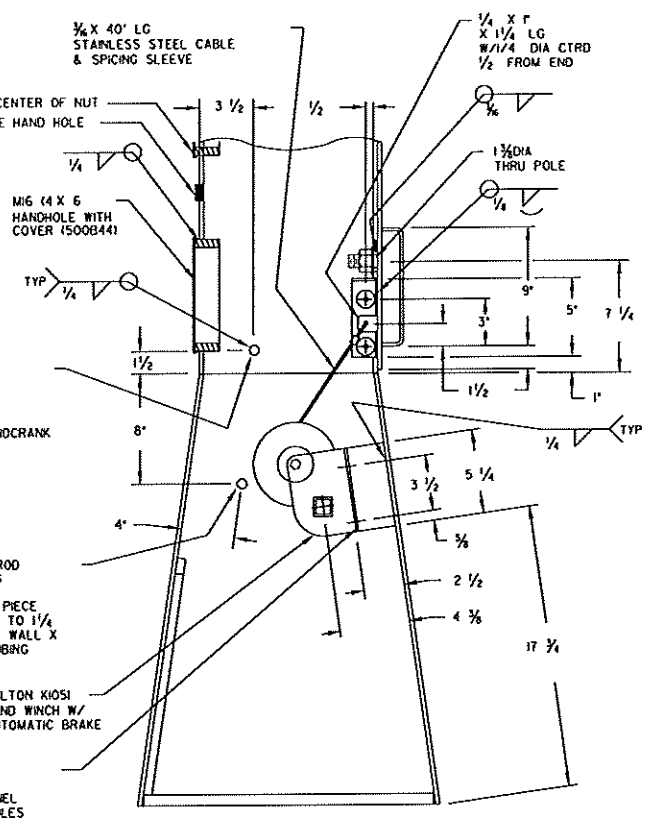 3/16 X 40' LG
STAINLESS STEEL CABLE
& SPICING SLEEVE
1/4 X 1"
X 1 1/4 LG
W/1/4 DIA CTRD
1/2 FROM END
CENTER OF NUT
E HAND HOLE
3 1/2
1/2
3/16
1/4
1 3/8 DIA
THRU POLE
1/8
M16 (4 X 6
HANDHOLE WITH
COVER (500B44)
TYP
1/4
9"
5"
7 1/4
3"
1 1/2
1 1/2
1"
8"
NDCRANK
1/4
TYP
5 1/4
3 1/2
5/8
4"
ROD
S
2 1/2
4 3/8
PIECE
TO 1 1/4
WALL X
BING
17 3/4
LTON K1051
ND WINCH W/
TOMATIC BRAKE
NEL
LES